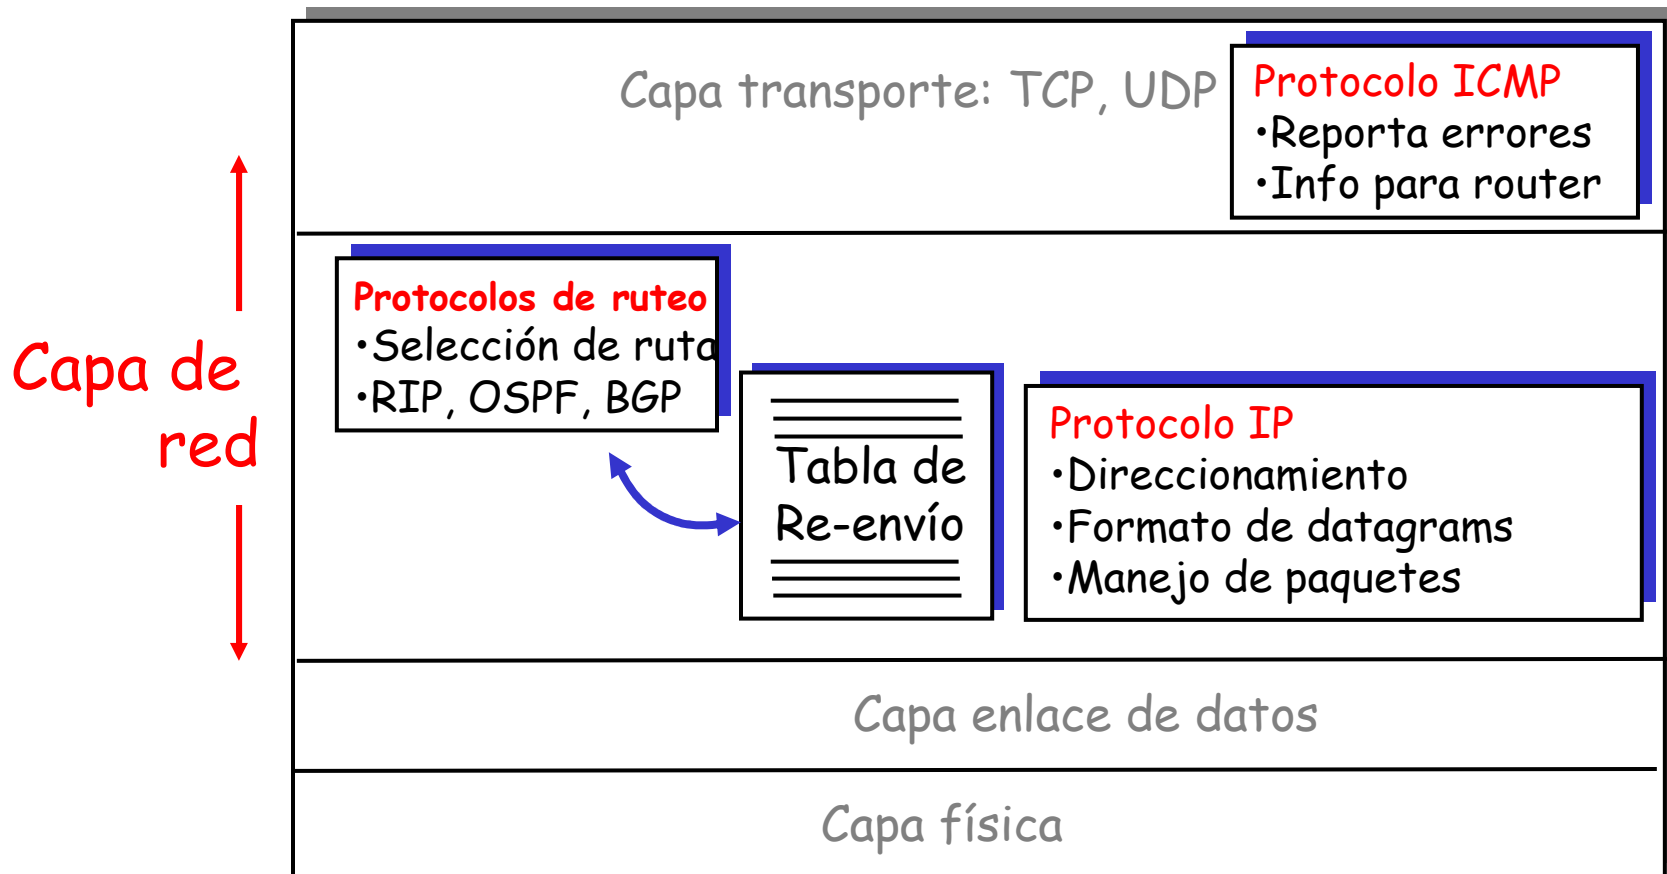 Capa transporte: TCP, UDP
Protocolo ICMP
•Reporta errores
•Info para router
Capa de
red
Protocolos de ruteo
•Selección de ruta
•RIP, OSPF, BGP
Tabla de
Re-envío
Protocolo IP
•Direccionamiento
•Formato de datagrams
•Manejo de paquetes
Capa enlace de datos
Capa física